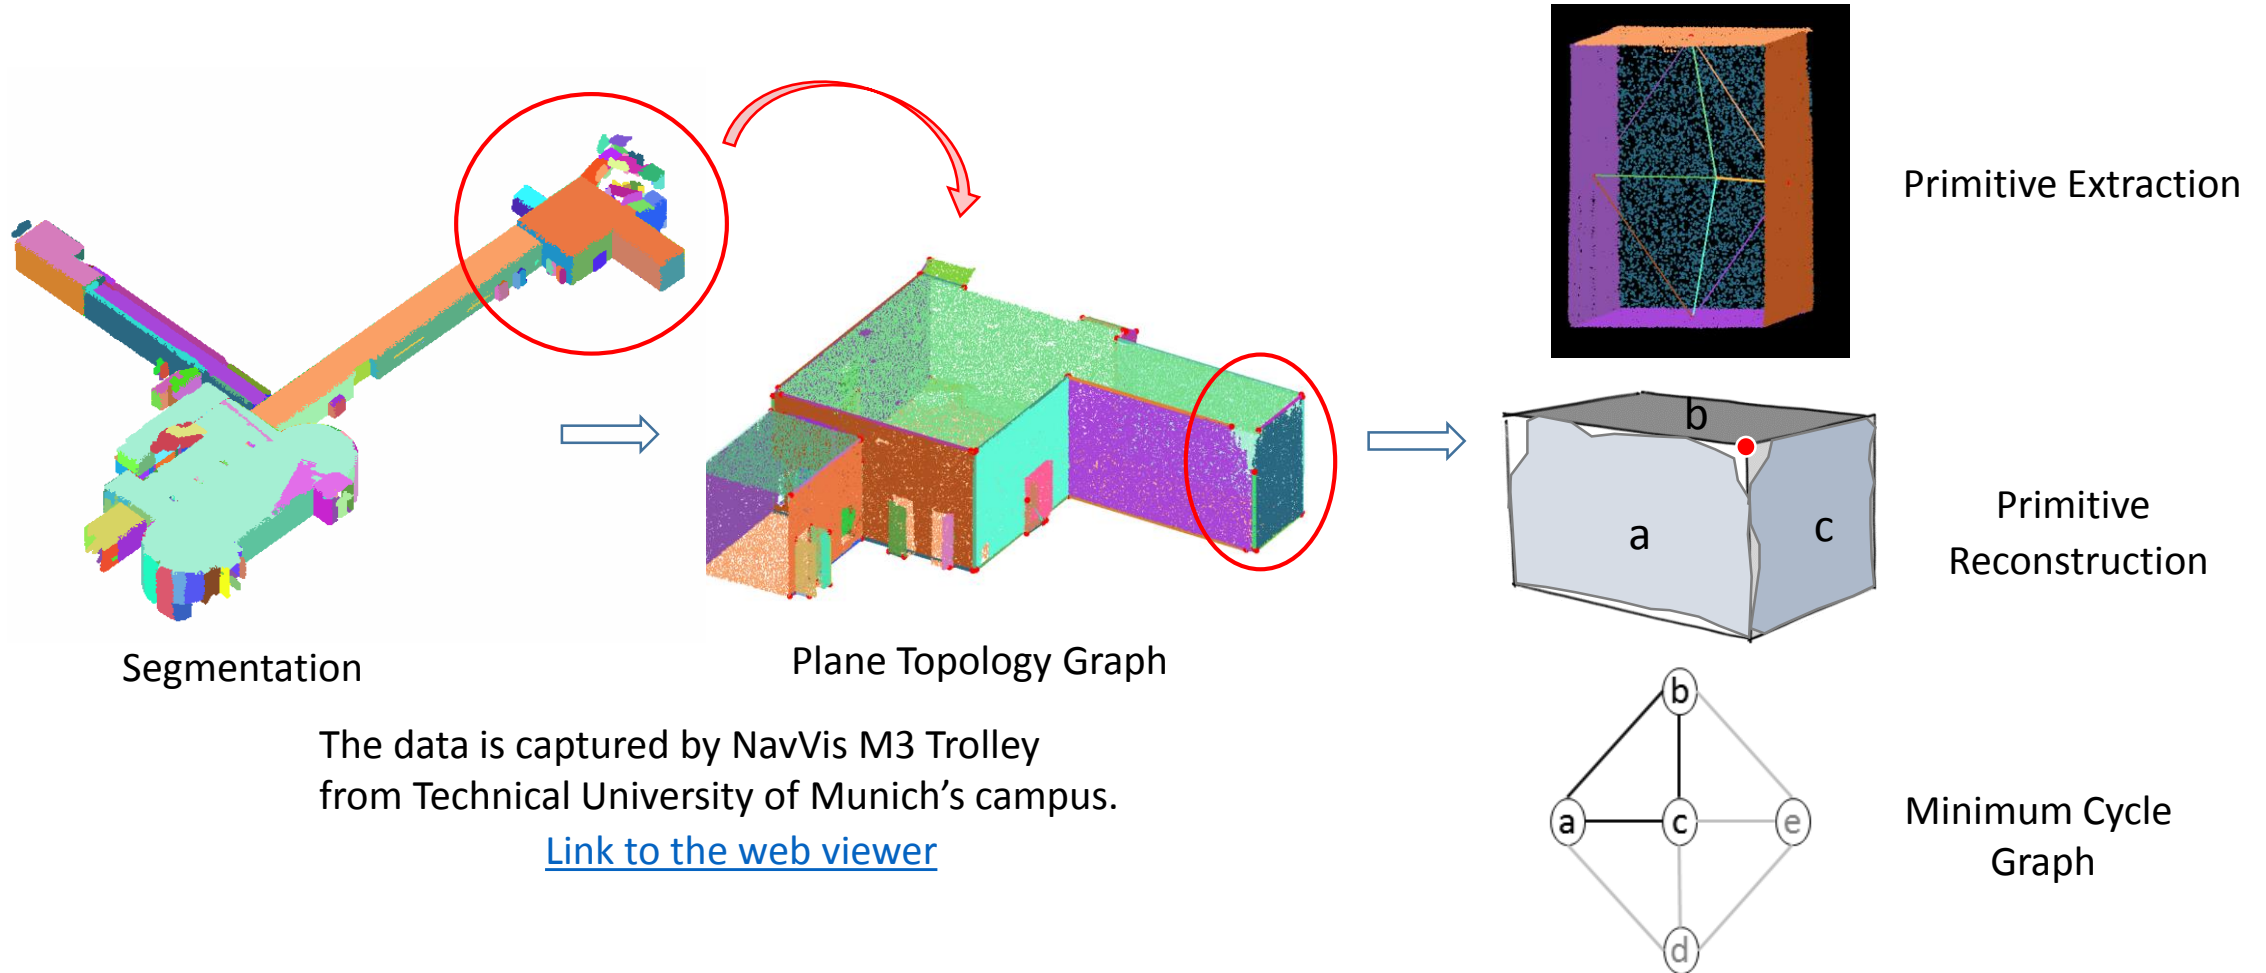 Segmentation
Plane Topology Graph
The data is captured by NavVis M3 Trolley
from Technical University of Munich’s campus.
Link to the web viewer
Primitive Extraction
b
a
c
Primitive
Reconstruction
b
a
c
e
d
Minimum Cycle
Graph